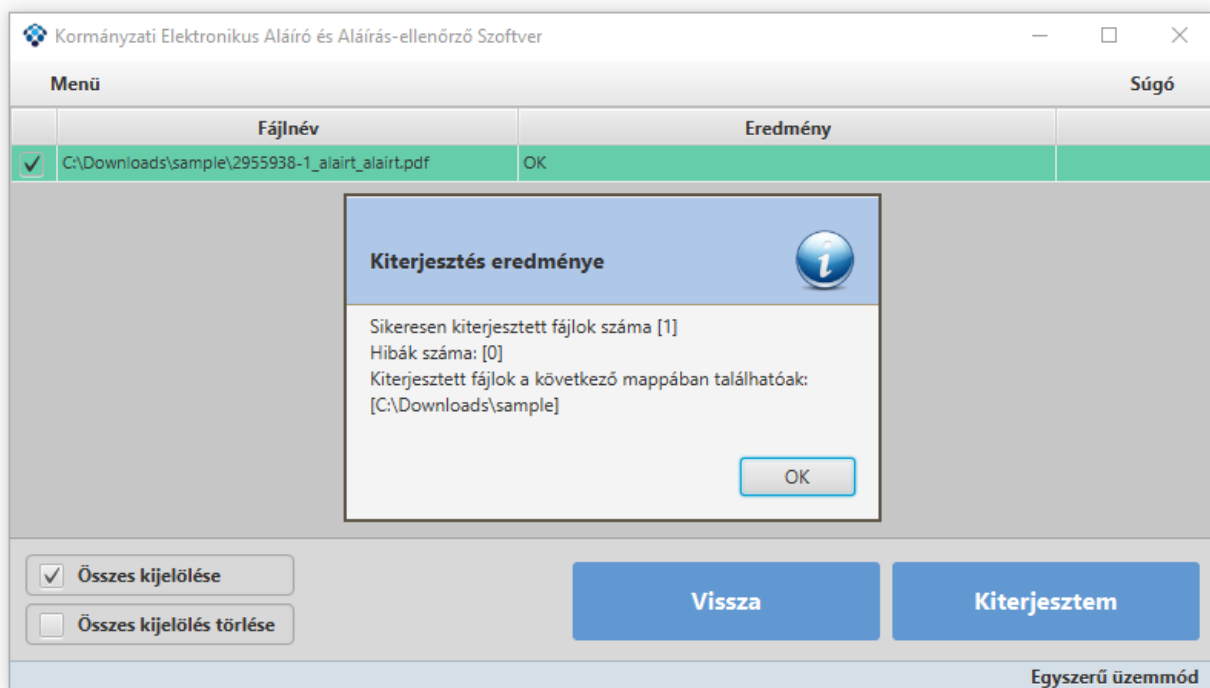 Kormányzati Elektronikus Aláíró és Aláírás-ellenőrző Szoftver
Menü Súgó
Fájlnév Eredmény
C:\Downloads\sample\2955938-1_alairt_alairt.pdf OK
Kiterjesztés eredménye
Sikeresen kiterjesztett fájlok száma [1]
Hibák száma: [0]
Kiterjesztett fájlok a következő mappában találhatóak:
[C:\Downloads\sample]
OK
Összes kijelölése
Összes kijelölés törlése
Vissza
Kiterjesztem
Egyszerű üzemmód